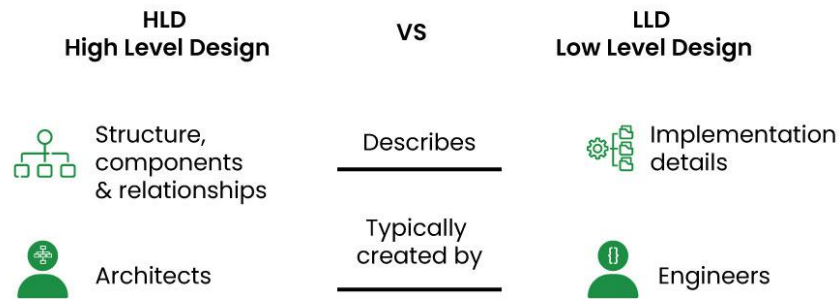 HLD
High Level Design
VS
LLD
Low Level Design
Structure,
components
& relationships
Describes
Implementation
details
Architects
Typically
created by
{}
Engineers